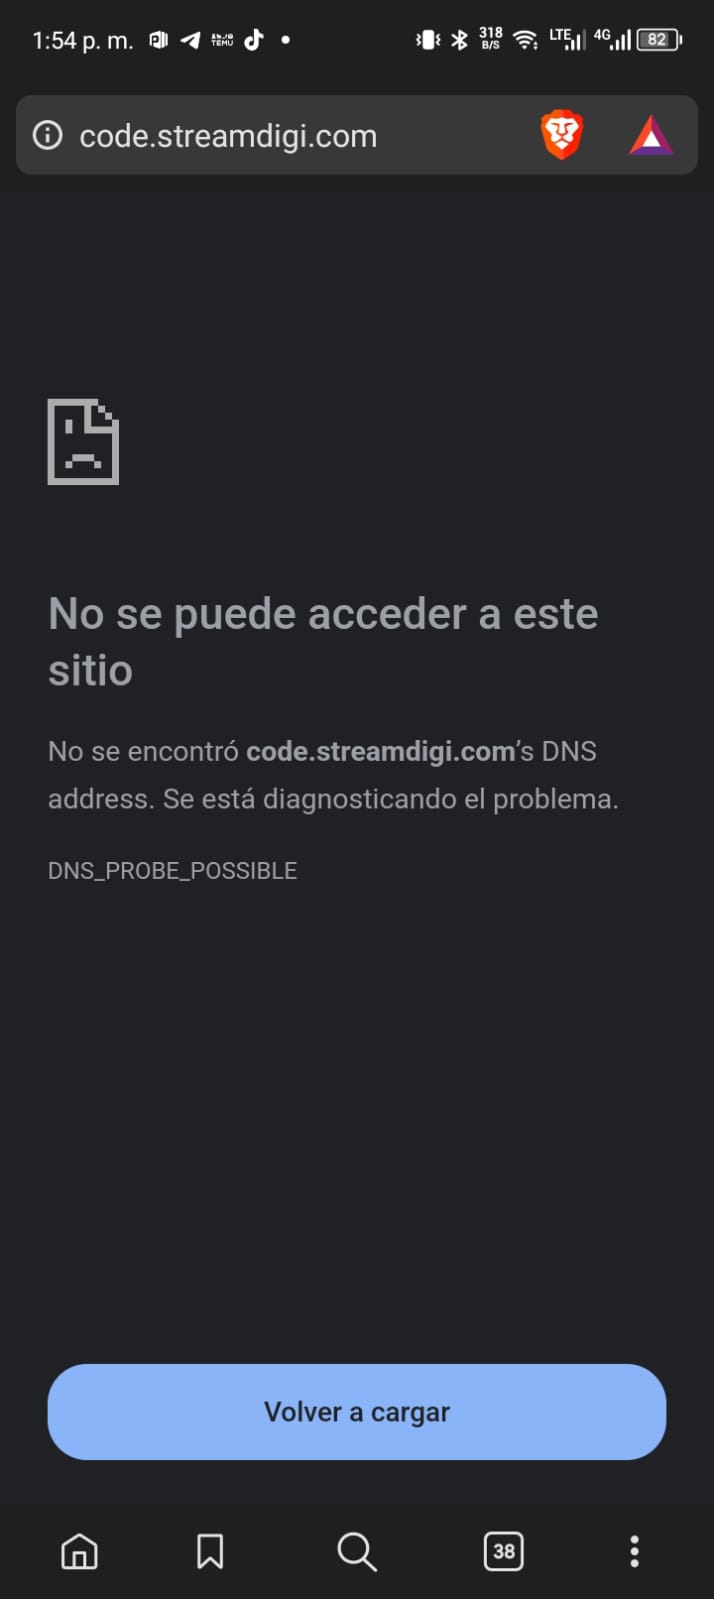 1:54 p. m. TEMU 318 B/S LTE 4G 82
code.streamdigi.com
No se puede acceder a este
sitio
No se encontró code.streamdigi.com's DNS
address. Se está diagnosticando el problema.
DNS_PROBE_POSSIBLE
Volver a cargar
38